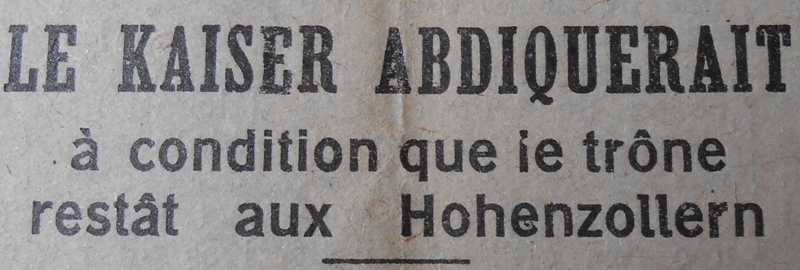 LE KAISER ABDIQUERAIT
à condition que le trône
restât aux Hohenzollern